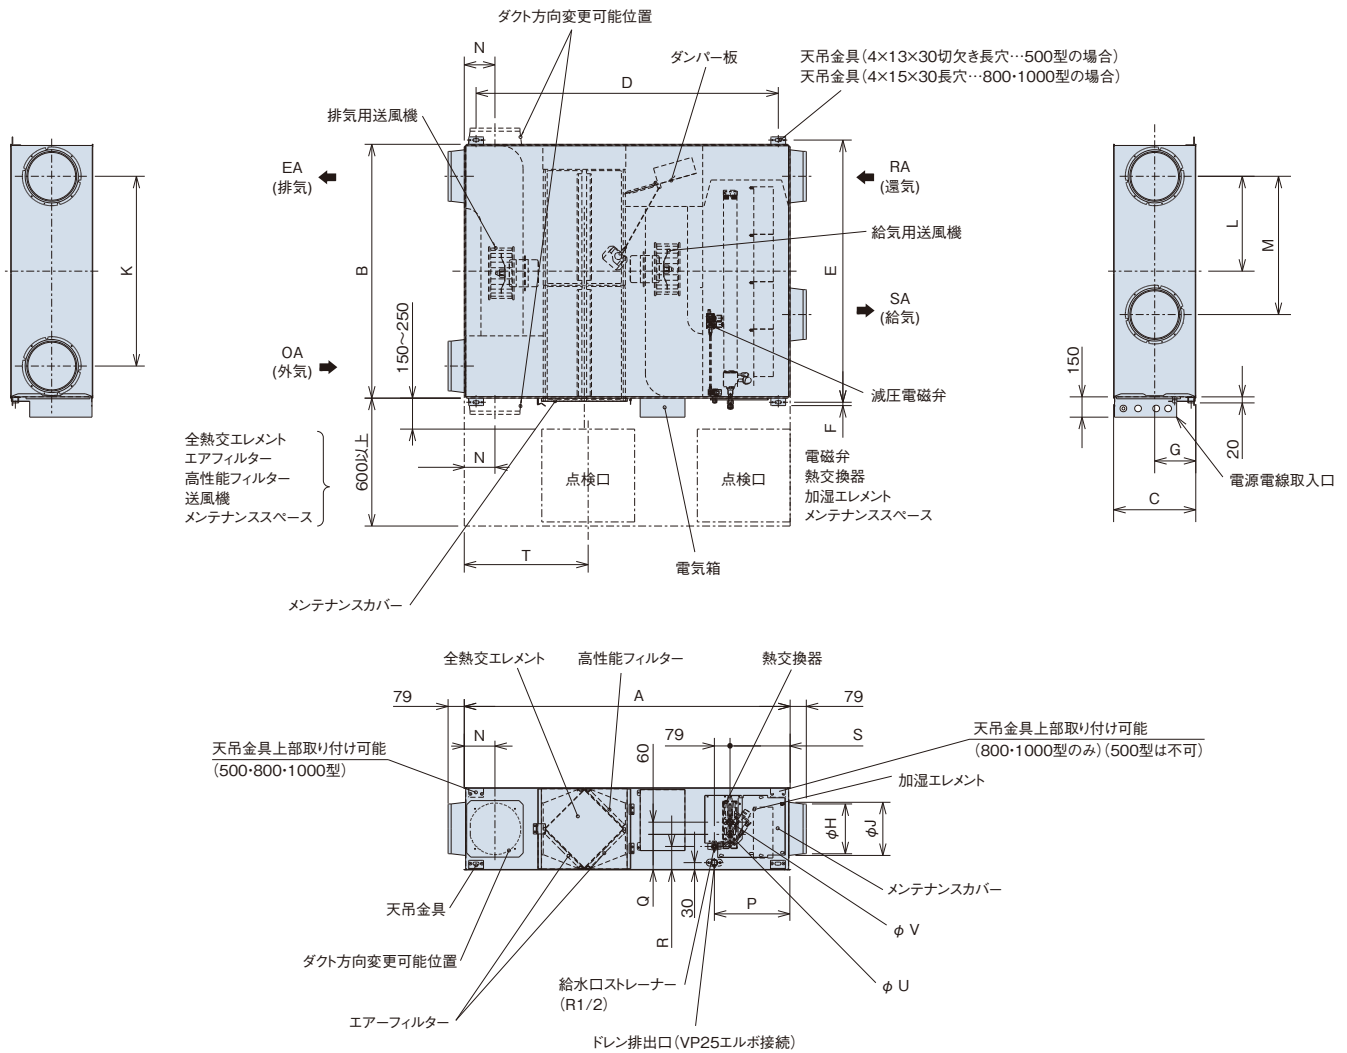 ダクト方向変更可能位置
N
ダンパー板
天吊金具(4×13×30切欠き長穴…500型の場合)
天吊金具(4×15×30長穴…800・1000型の場合)
D
排気用送風機
EA
(排気)
RA
(還気)
K
B
給気用送風機
E
L
M
SA
(給気)
OA
(外気)
150~250
減圧電磁弁
150
F
20
G
C
電源電線取入口
全熱交エレメント
エアフィルター
高性能フィルター
送風機
メンテナンススペース
600以上
N
点検口
点検口
電磁弁
熱交換器
加湿エレメント
メンテナンススペース
T
電気箱
メンテナンスカバー
全熱交エレメント
高性能フィルター
熱交換器
79
A
79
天吊金具上部取り付け可能
(500・800・1000型)
N
60
79
S
天吊金具上部取り付け可能
(800・1000型のみ)(500型は不可)
加湿エレメント
φH
φJ
天吊金具
Q
R
30
P
メンテナンスカバー
φ V
ダクト方向変更可能位置
給水口ストレーナー
(R1/2)
φ U
エアーフィルター
ドレン排出口(VP25エルボ接続)